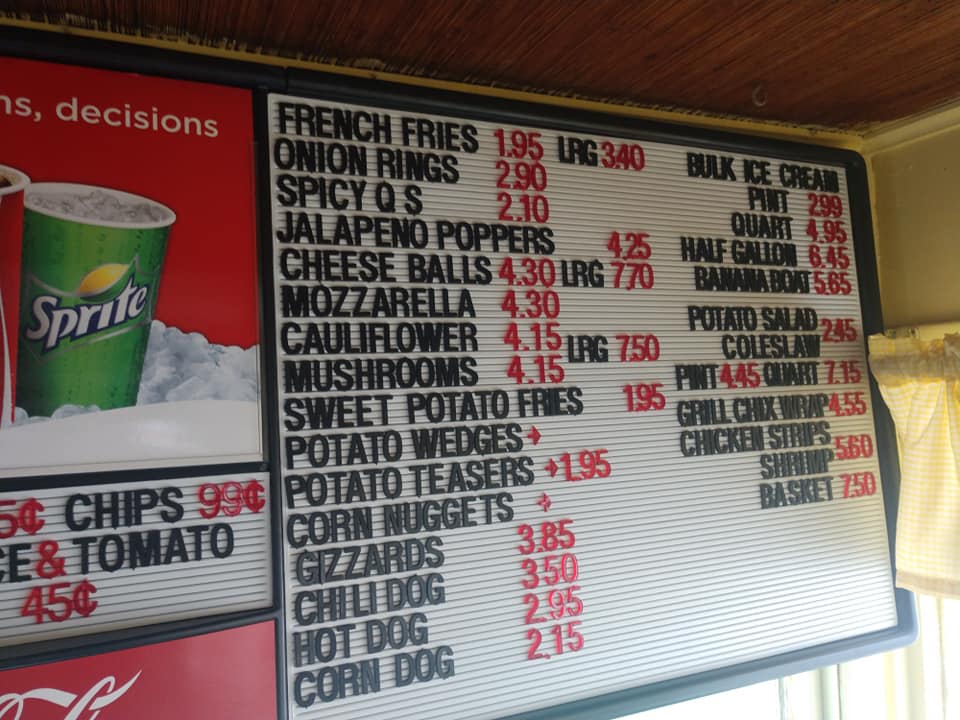 ns, decisions
Sprite
5¢ CHIPS 99¢
CE & TOMATO
45¢
FRENCH FRIES 1.95 LRG 3.40
ONION RINGS 2.90
SPICY Q S 2.10
JALAPENO POPPERS 4.25
CHEESE BALLS 4.30 LRG 7.70
MOZZARELLA 4.30
CAULIFLOWER 4.15 LRG 7.50
MUSHROOMS 4.15
SWEET POTATO FRIES 1.95
POTATO WEDGES
POTATO TEASERS 1.95
CORN NUGGETS
GIZZARDS 3.85
CHILI DOG 3.50
HOT DOG 2.95
CORN DOG 2.15
BULK ICE CREAM
PINT 2.99
QUART 4.95
HALF GALLON 6.45
BANANA BOAT 5.65
POTATO SALAD 2.45
COLESLAW
PINT 4.45 QUART 7.15
GRILL CHIX WRAP 4.55
CHICKEN STRIPS 5.60
SHRIMP
BASKET 7.50